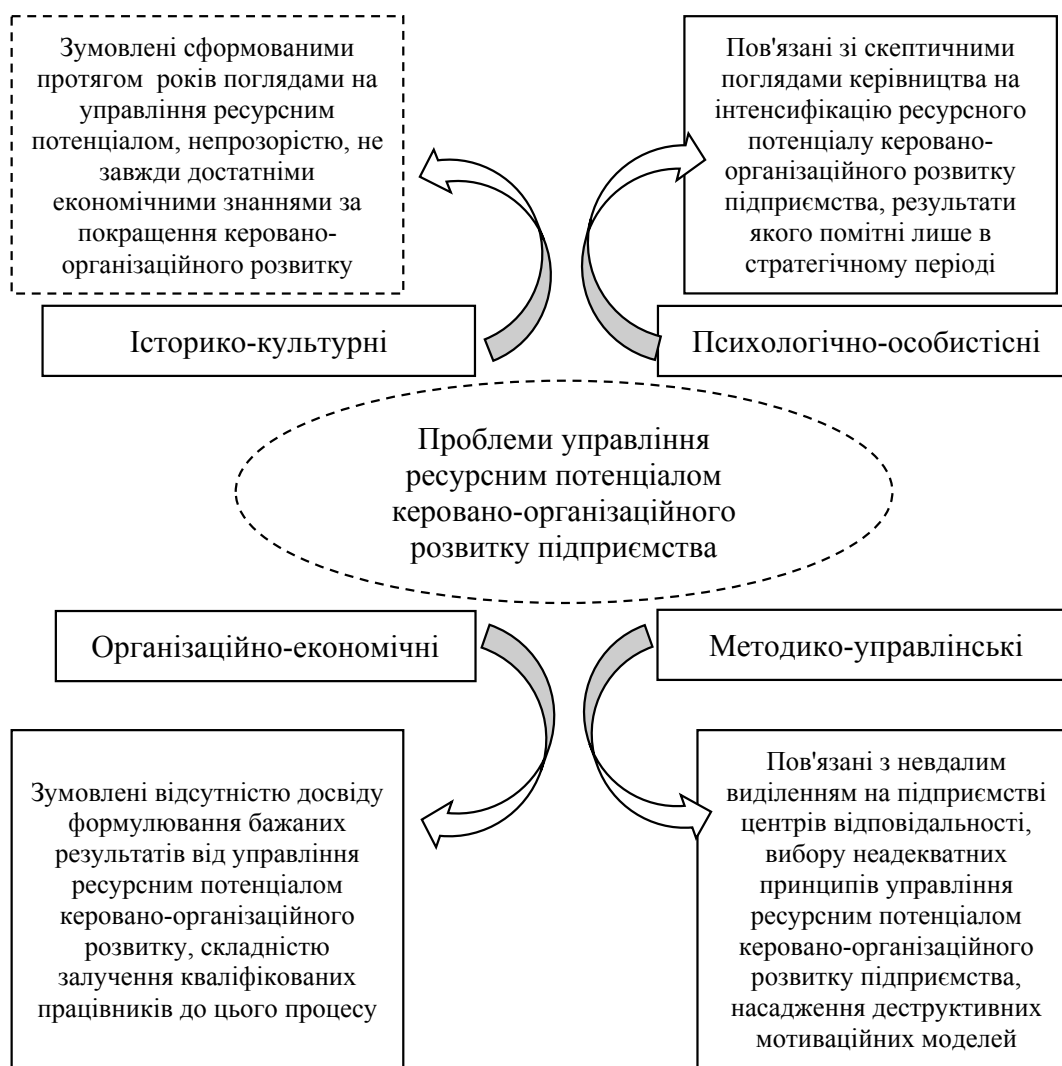 Зумовлені сформованими
протягом років поглядами на
управління ресурсним
потенціалом, непрозорістю, не
завжди достатніми
економічними знаннями за
покращення керовано-
організаційного розвитку
Пов'язані зі скептичними
поглядами керівництва на
інтенсифікацію ресурсного
потенціалу керовано-
організаційного розвитку
підприємства, результати
якого помітні лише в
стратегічному періоді
Історико-культурні
Психологічно-особистісні
Проблеми управління
ресурсним потенціалом
керовано-організаційного
розвитку підприємства
Організаційно-економічні
Методико-управлінські
Зумовлені відсутністю досвіду
формулювання бажаних
результатів від управління
ресурсним потенціалом
керовано-організаційного
розвитку, складністю
залучення кваліфікованих
працівників до цього процесу
Пов'язані з невдалим
виділенням на підприємстві
центрів відповідальності,
вибору неадекватних
принципів управління
ресурсним потенціалом
керовано-організаційного
розвитку підприємства,
насадження деструктивних
мотиваційних моделей